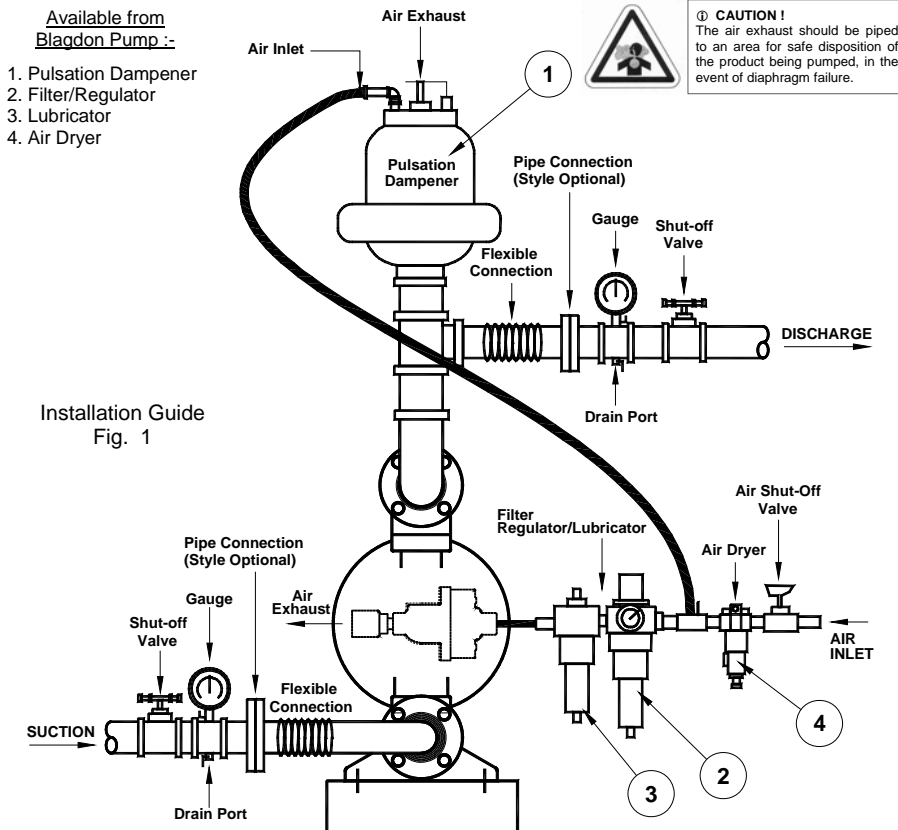 Available from
Blagdon Pump :-
1. Pulsation Dampener
2. Filter/Regulator
3. Lubricator
4. Air Dryer
Air Exhaust
Air Inlet
1
ⓘ CAUTION !
The air exhaust should be piped
to an area for safe disposition of
the product being pumped, in the
event of diaphragm failure.
Pulsation
Dampener
Pipe Connection
(Style Optional)
Gauge
Shut-off
Valve
Flexible
Connection
DISCHARGE
Drain Port
Installation Guide
Fig. 1
Filter
Regulator/Lubricator
Air Shut-Off
Valve
Air Dryer
AIR
INLET
Pipe Connection
(Style Optional)
Gauge
Shut-off
Valve
Air
Exhaust
Flexible
Connection
SUCTION
Drain Port
3
2
4